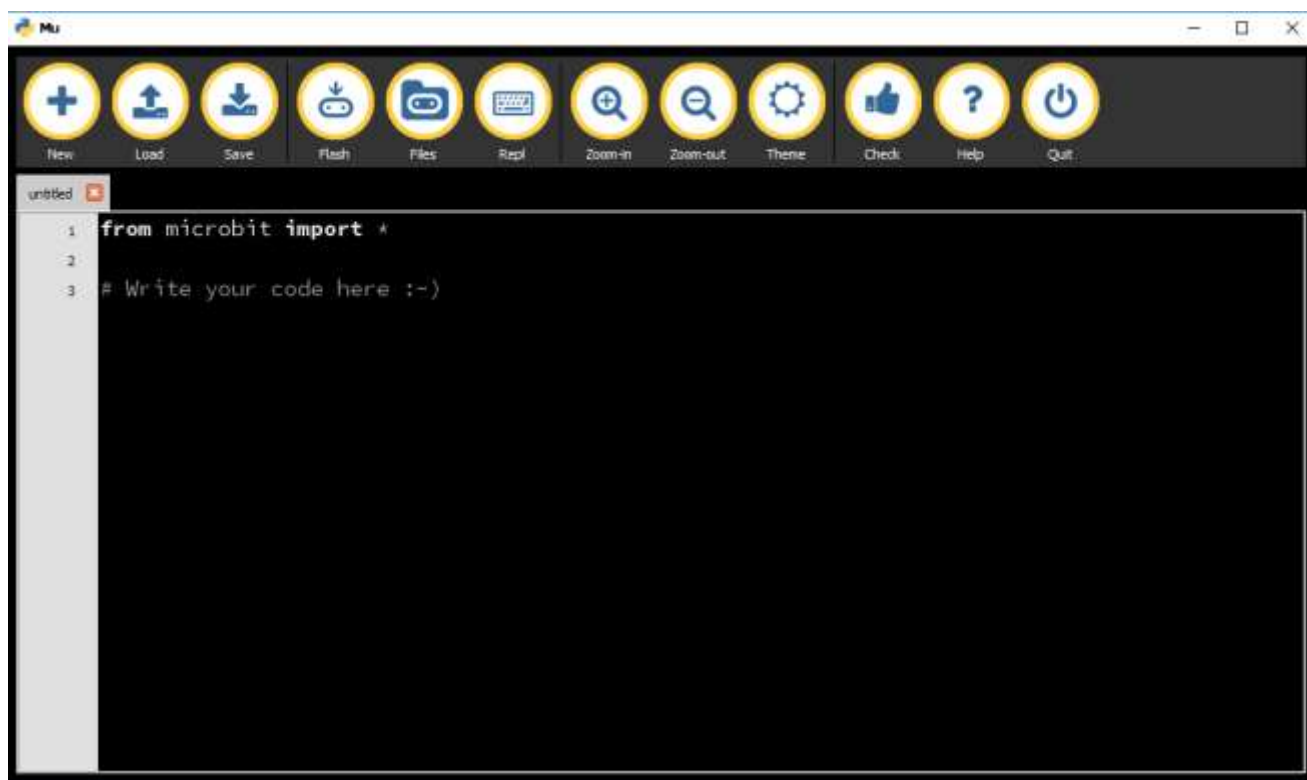 Mu
New Load Save Flash Files Repl Zoom-in Zoom-out Theme Check Help Quit
untitled
1 from microbit import *
2
3 # Write your code here :-)